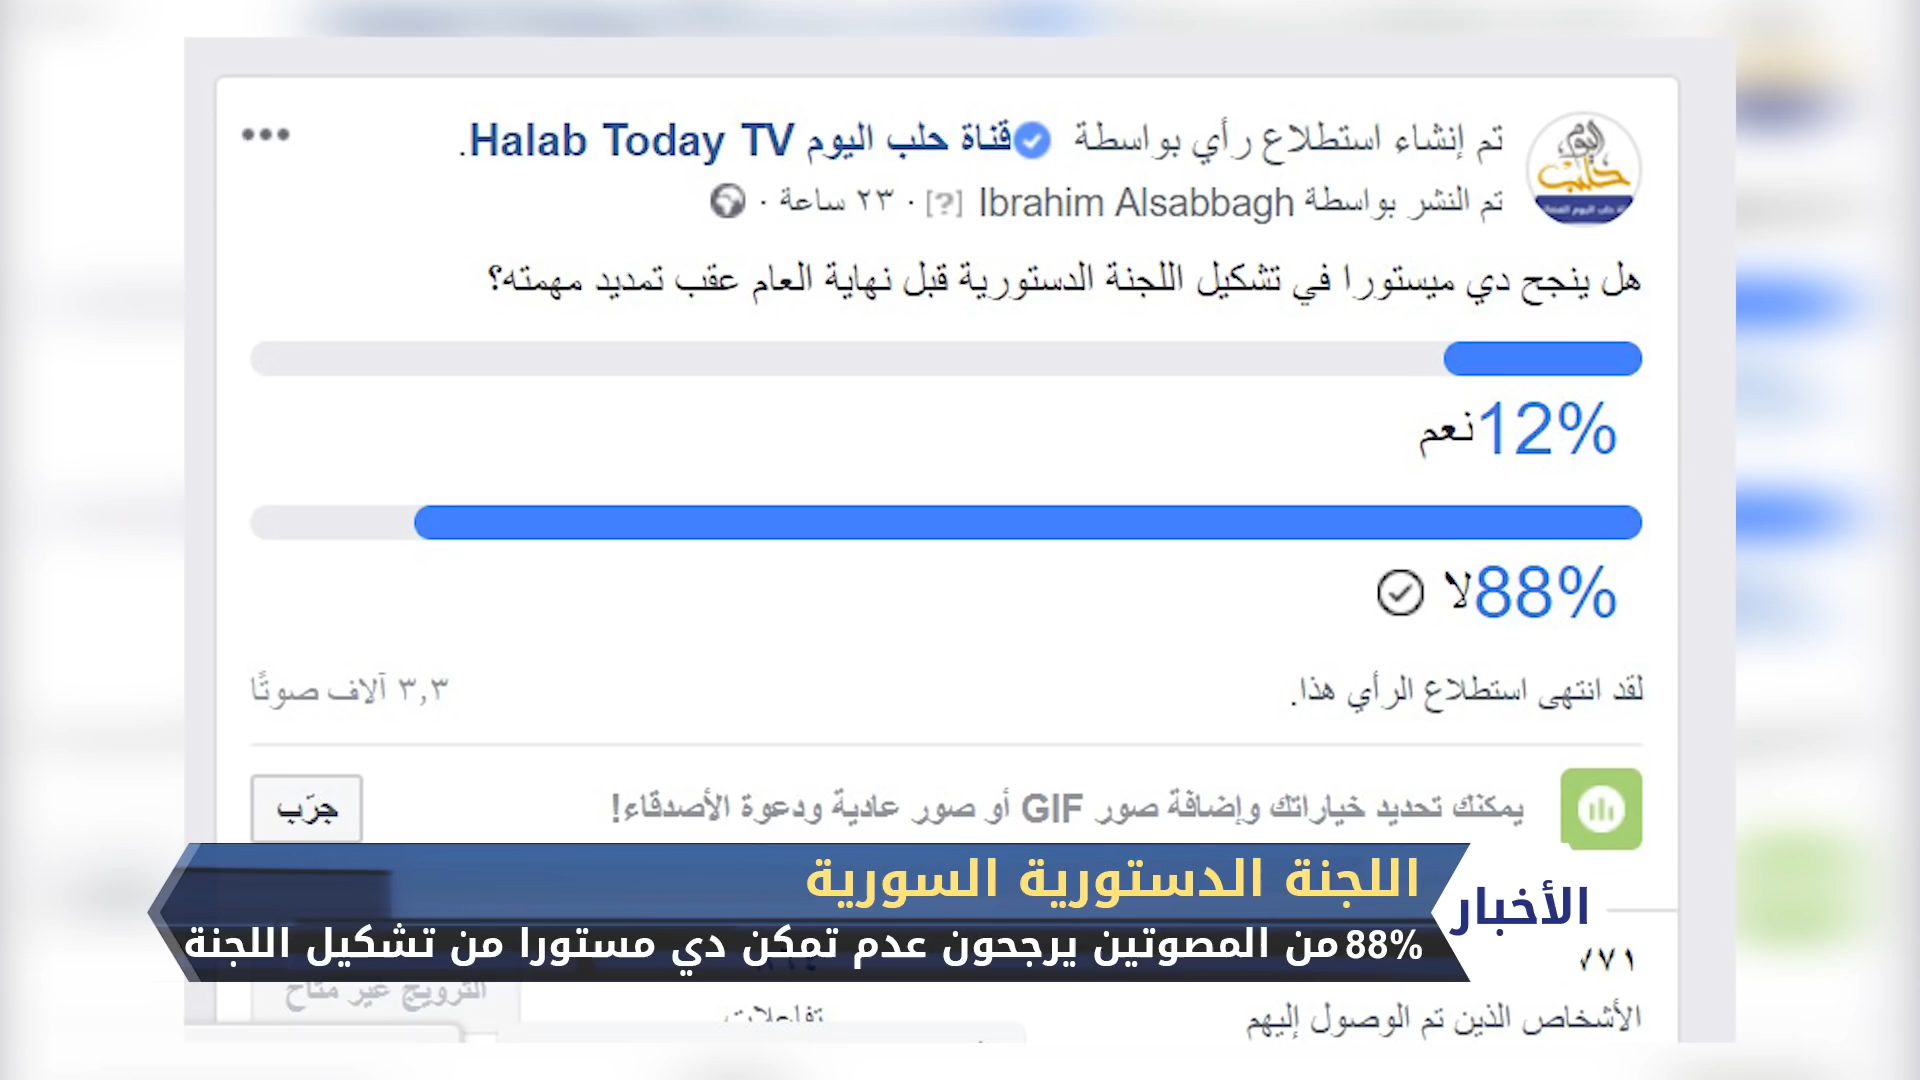 تم إنشاء استطلاع رأي بواسطة قناة حلب اليوم Halab Today TV.
تم النشر بواسطة Ibrahim Alsabbagh [?] · ٢٣ ساعة ·
اليوم
حلب
هل ينجح دي ميستورا في تشكيل اللجنة الدستورية قبل نهاية العام عقب تمديد مهمته؟
12% نعم
88% لا
لقد انتهى استطلاع الرأي هذا.
٣,٣ آلاف صوتًا
يمكنك تحديد خياراتك وإضافة صور GIF أو صور عادية ودعوة الأصدقاء!
جرّب
الأخبار
اللجنة الدستورية السورية
88% من المصوتين يرجحون عدم تمكن دي مستورا من تشكيل اللجنة
الأشخاص الذين تم الوصول إليهم
تفاعلات
الترويج غير متاح